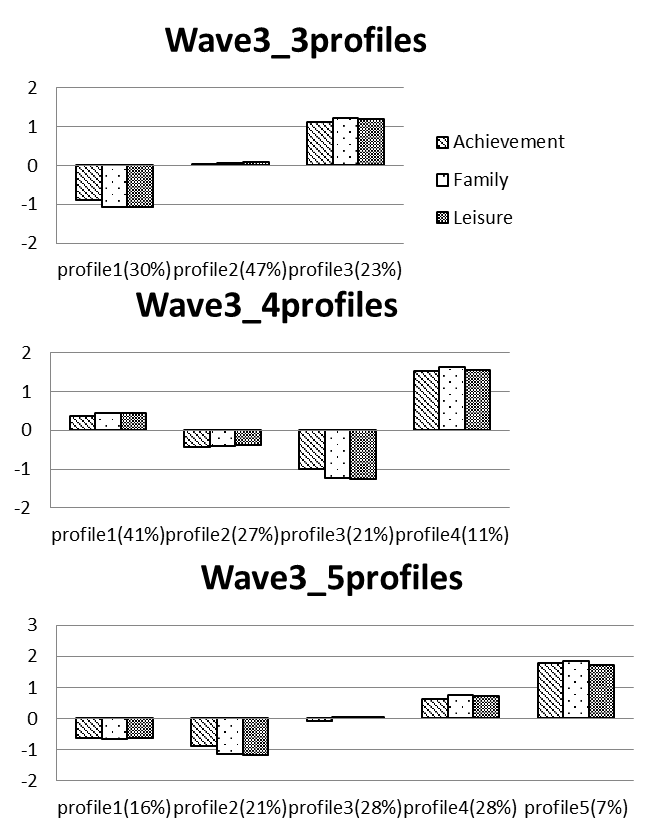 Wave3_3profiles
2
1
0
-1
-2
profile1(30%) profile2(47%) profile3(23%)
Achievement
Family
Leisure
Wave3_4profiles
2
1
0
-1
-2
profile1(41%) profile2(27%) profile3(21%) profile4(11%)
Wave3_5profiles
3
2
1
0
-1
-2
profile1(16%) profile2(21%) profile3(28%) profile4(28%) profile5(7%)